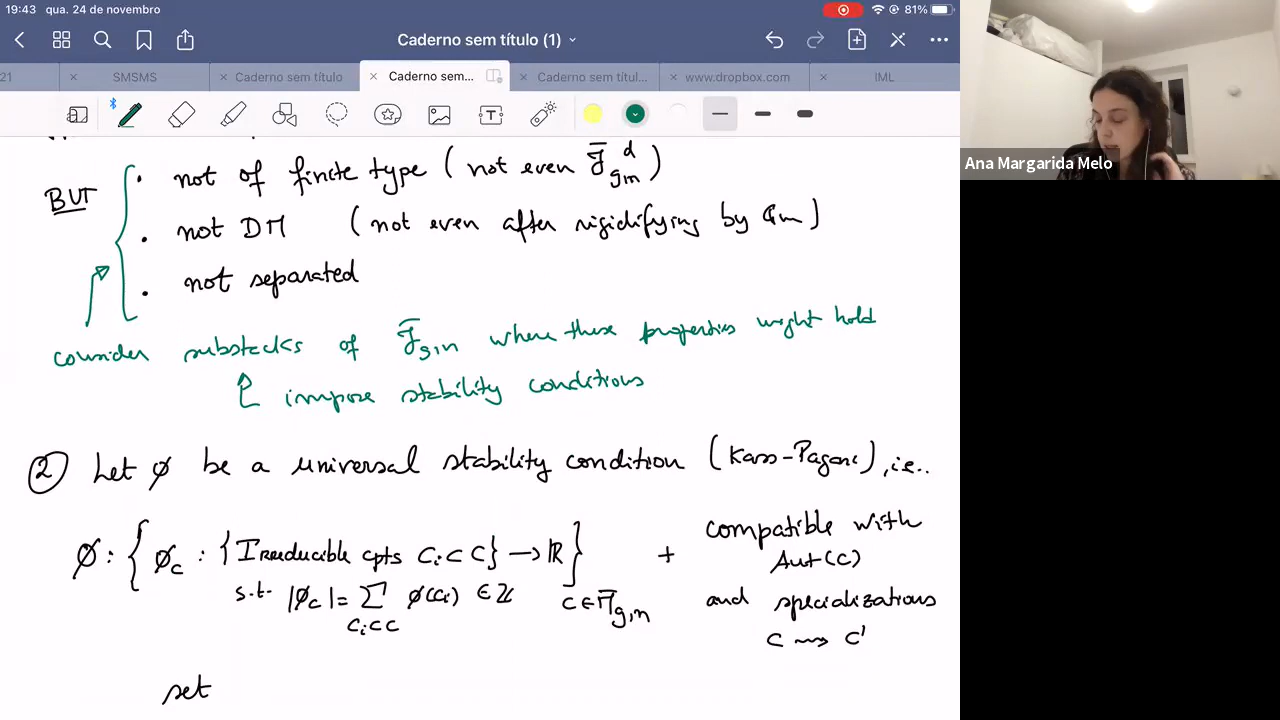 19:43 qua. 24 de novembro
81%
Caderno sem título (1)
21
SMSMS
Caderno sem título
Caderno sem...
Caderno sem títul...
www.dropbox.com
IML
Ana Margarida Melo
BUT
· not of finite type (not even J̄^d_{g,n})
· not DM (not even after rigidifying by Gm)
· not separated
consider substacks of J̄_{g,n} where these properties might hold
impose stability conditions
② Let ϕ be a universal stability condition (Kass-Pagani), i.e..
ϕ: { ϕ_C : {Irreducible cpts C_i ⊂ C} → ℝ } + compatible with
Aut(C)
s.t. |ϕ_C| = Σ_{C_i ⊂ C} ϕ(C_i) ∈ ℤ C ∈ M̄_{g,n} and specializations
C ⇝ C'
set